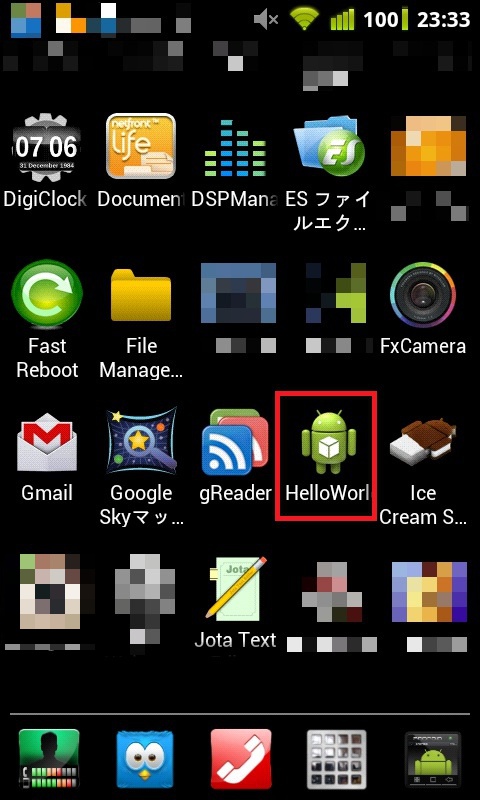 100 23:33
07 06
31 December 1984
netfront™
life
ES
DigiClock
Documen
DSPMana
ES ファイ
ルエク...
Fast
Reboot
File
Manage...
FxCamera
Gmail
Google
Skyマッ...
gReader
HelloWorl
Ice
Cream S...
Jota
Jota Text